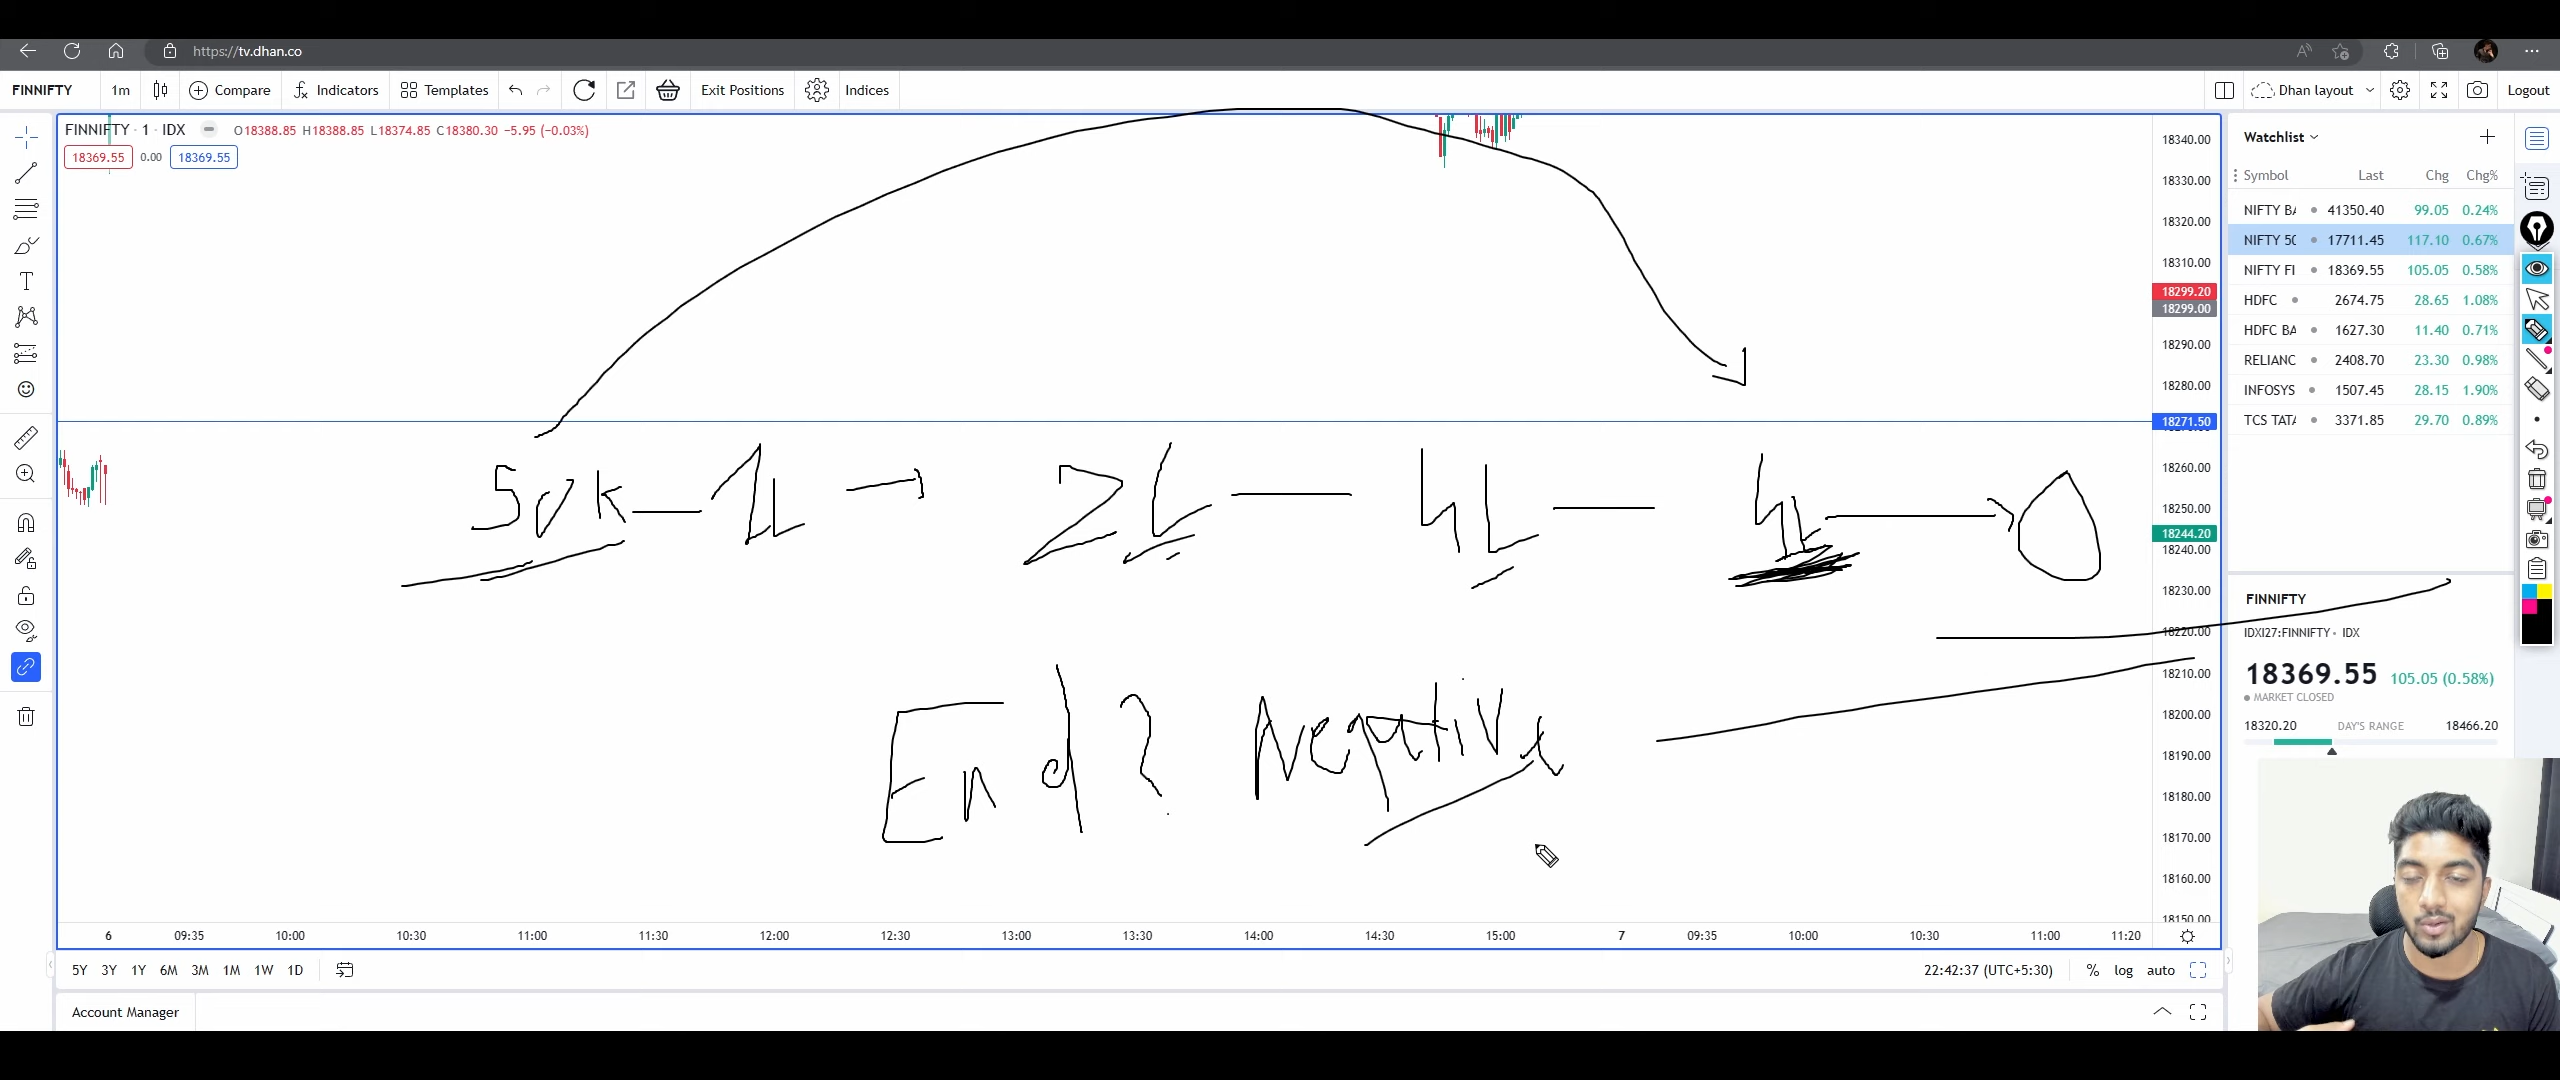 https://tv.dhan.co
FINNIFTY 1m Compare Indicators Templates Exit Positions Indices Dhan layout Logout
FINNIFTY · 1 · IDX O18388.85 H18388.85 L18374.85 C18380.30 −5.95 (−0.03%)
18369.55 0.00 18369.55
18340.00
18330.00
18320.00
18310.00
18299.20
18299.00
18290.00
18280.00
18271.50
18260.00
18250.00
18244.20
18240.00
18230.00
18220.00
18210.00
18200.00
18190.00
18180.00
18170.00
18160.00
18150.00
50K 1L 2L 4L 4L 0
End? Negative
6 09:35 10:00 10:30 11:00 11:30 12:00 12:30 13:00 13:30 14:00 14:30 15:00 7 09:35 10:00 10:30 11:00 11:20
5Y 3Y 1Y 6M 3M 1M 1W 1D 22:42:37 (UTC+5:30) % log auto
Account Manager
Watchlist
Symbol Last Chg Chg%
NIFTY BA 41350.40 99.05 0.24%
NIFTY 50 17711.45 117.10 0.67%
NIFTY FI 18369.55 105.05 0.58%
HDFC 2674.75 28.65 1.08%
HDFC BA 1627.30 11.40 0.71%
RELIANC 2408.70 23.30 0.98%
INFOSYS 1507.45 28.15 1.90%
TCS TATA 3371.85 29.70 0.89%
FINNIFTY
IDXI27:FINNIFTY · IDX
18369.55 105.05 (0.58%)
MARKET CLOSED
18320.20 DAY'S RANGE 18466.20